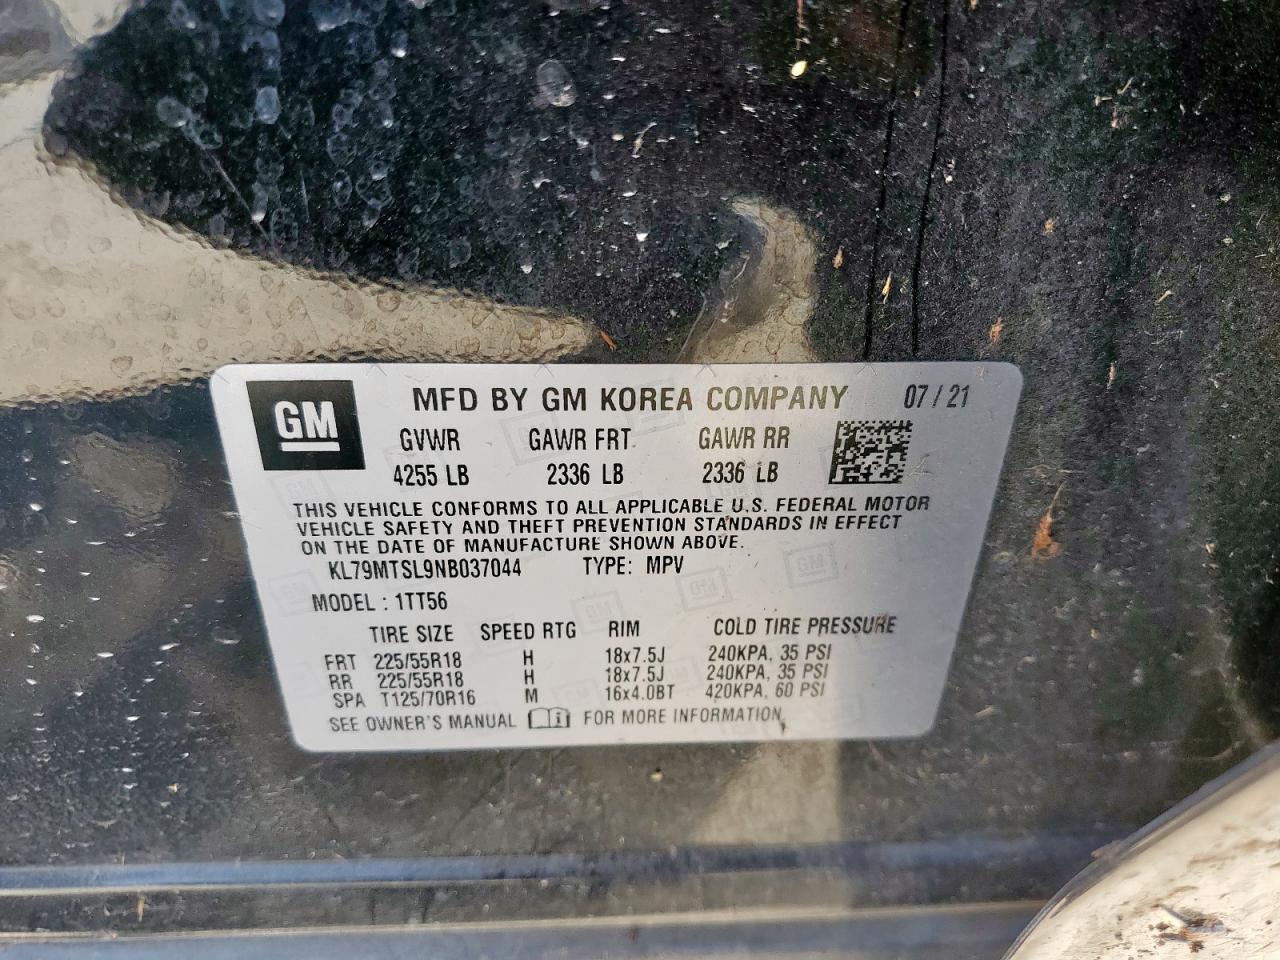 GM
MFD BY GM KOREA COMPANY 07/21
GVWR GAWR FRT GAWR RR
4255 LB 2336 LB 2336 LB
THIS VEHICLE CONFORMS TO ALL APPLICABLE U.S. FEDERAL MOTOR
VEHICLE SAFETY AND THEFT PREVENTION STANDARDS IN EFFECT
ON THE DATE OF MANUFACTURE SHOWN ABOVE.
KL79MTSL9NB037044 TYPE: MPV
MODEL : 1TT56
TIRE SIZE SPEED RTG RIM COLD TIRE PRESSURE
FRT 225/55R18 H 18x7.5J 240KPA, 35 PSI
RR 225/55R18 H 18x7.5J 240KPA, 35 PSI
SPA T125/70R16 M 16x4.0BT 420KPA, 60 PSI
SEE OWNER'S MANUAL i FOR MORE INFORMATION